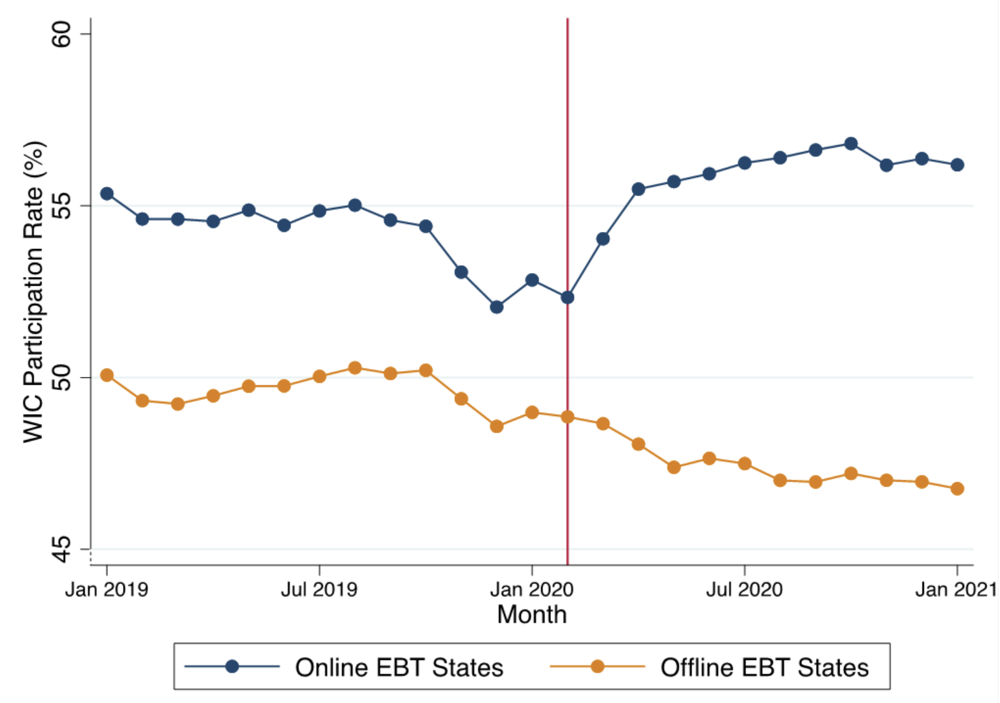 WIC Participation Rate (%)
60
55
50
45
Jan 2019 Jul 2019 Jan 2020 Jul 2020 Jan 2021
Month
Online EBT States Offline EBT States